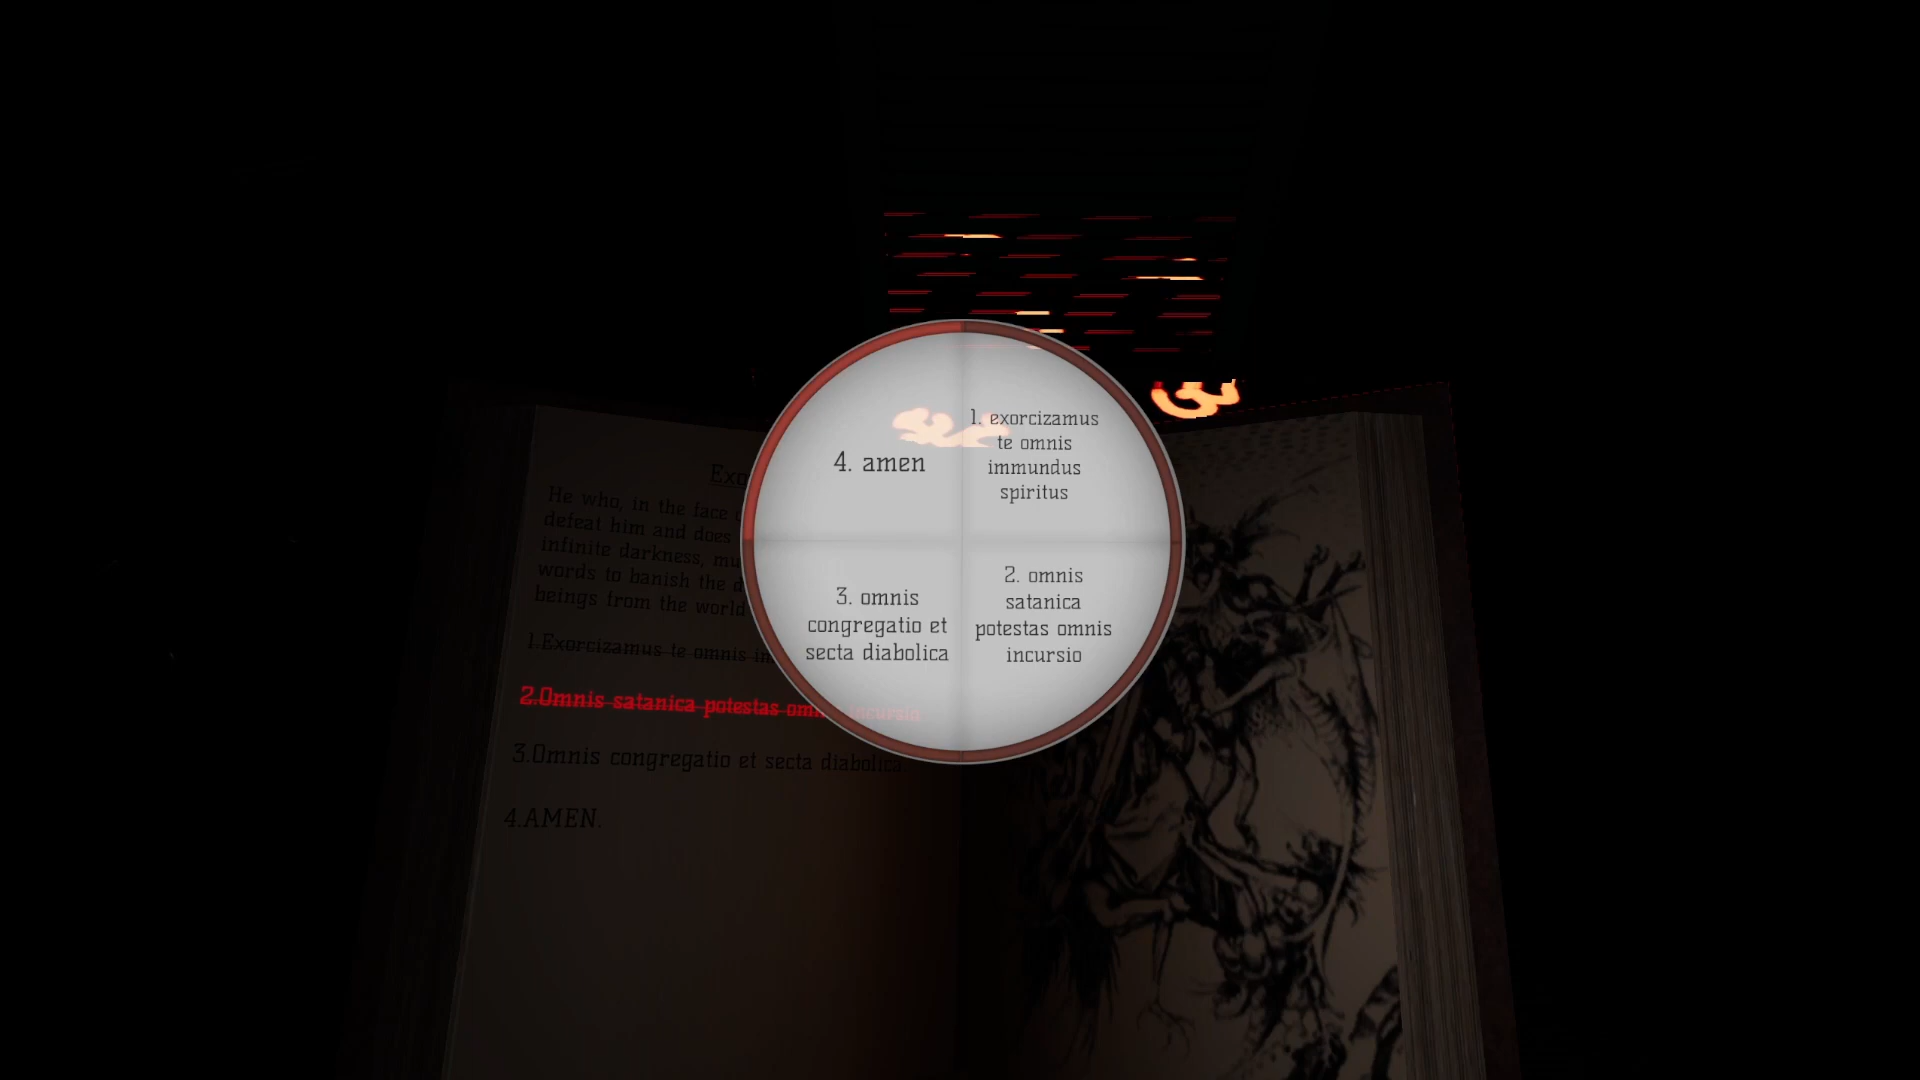 4. amen
1. exorcizamus
te omnis
immundus
spiritus
3. omnis
congregatio et
secta diabolica
2. omnis
satanica
potestas omnis
incursio
He who, in the face
defeat him and does
infinite darkness,
words to banish the
beings from the world
1.Exorcizamus te omnis
2.Omnis satanica potestas omnis incursio
3.Omnis congregatio et secta diabolica.
4.AMEN.